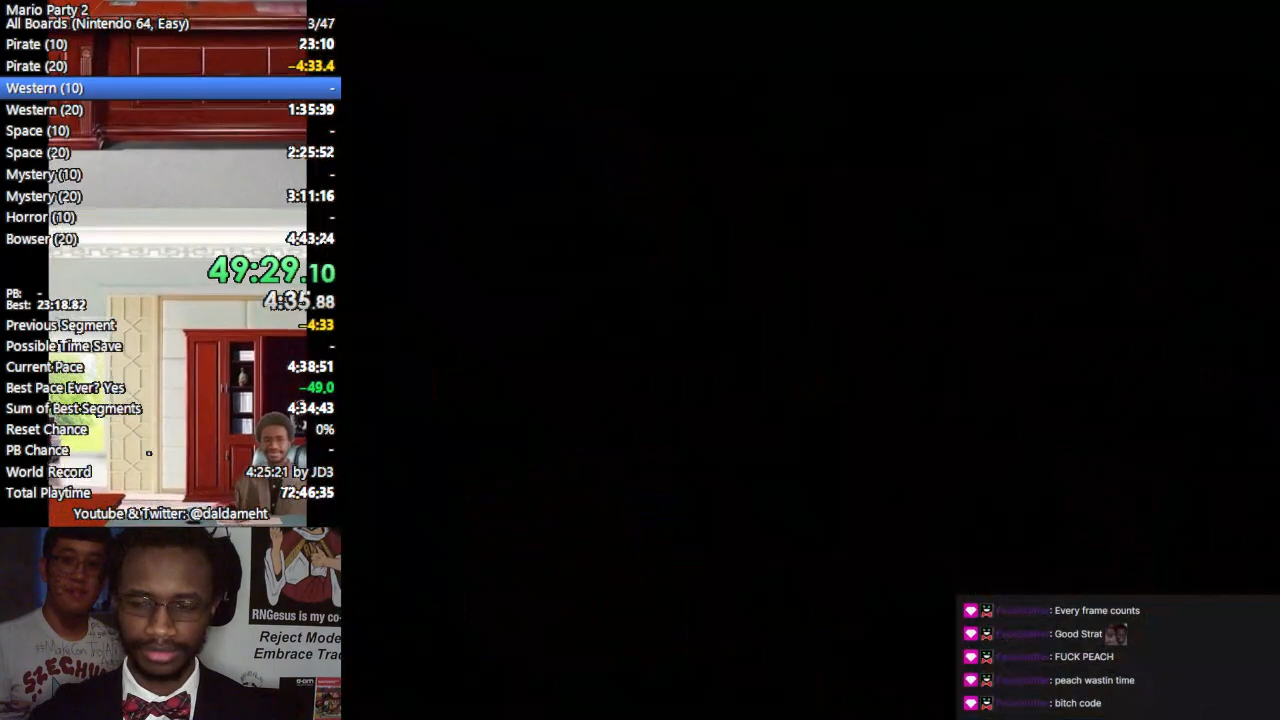 Mario Party 2
All Boards (Nintendo 64, Easy) 3/47
Pirate (10) 23:10
Pirate (20) −4:33.4
Western (10) -
Western (20) 1:35:39
Space (10) -
Space (20) 2:25:52
Mystery (10) -
Mystery (20) 3:11:16
Horror (10) -
Bowser (20) 4:43:24
49:29.10
PB: - 4:35.88
Best: 23:18.82
Previous Segment −4:33
Possible Time Save -
Current Pace 4:38:51
Best Pace Ever? Yes −49.0
Sum of Best Segments 4:34:43
Reset Chance 0%
PB Chance -
World Record 4:25:21 by JD3
Total Playtime 72:46:35
Youtube & Twitter: @daldameht
RNGesus is my co-
Reject Mode
Embrace Tra
: Every frame counts
: Good Strat
: FUCK PEACH
: peach wastin time
: bitch code